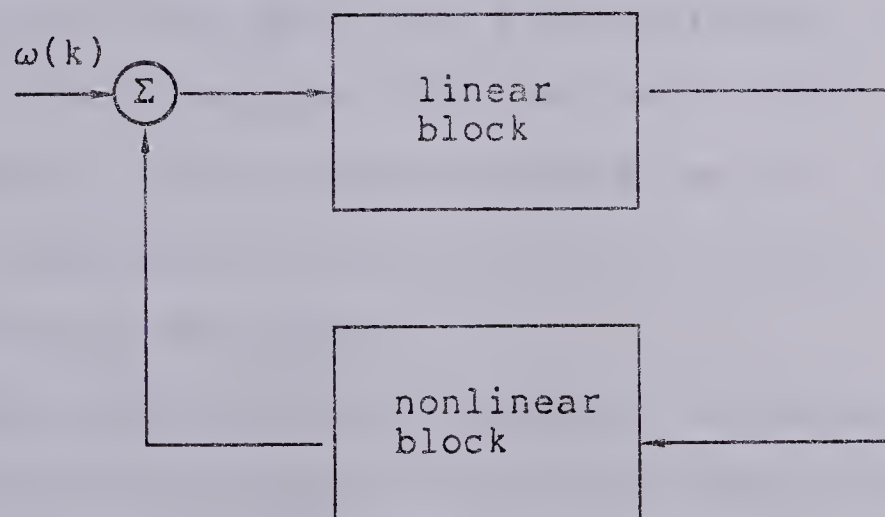 ω(k)
Σ
linear
block
nonlinear
block